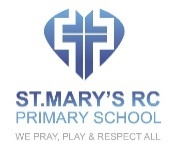 ST.MARY'S RC
PRIMARY SCHOOL
WE PRAY, PLAY & RESPECT ALL